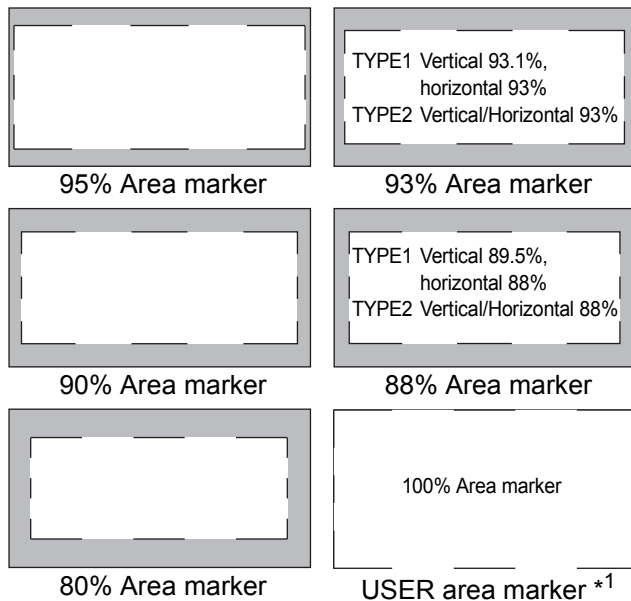 TYPE1 Vertical 93.1%,
horizontal 93%
TYPE2 Vertical/Horizontal 93%
95% Area marker
93% Area marker
TYPE1 Vertical 89.5%,
horizontal 88%
TYPE2 Vertical/Horizontal 88%
90% Area marker
88% Area marker
100% Area marker
80% Area marker
USER area marker *1